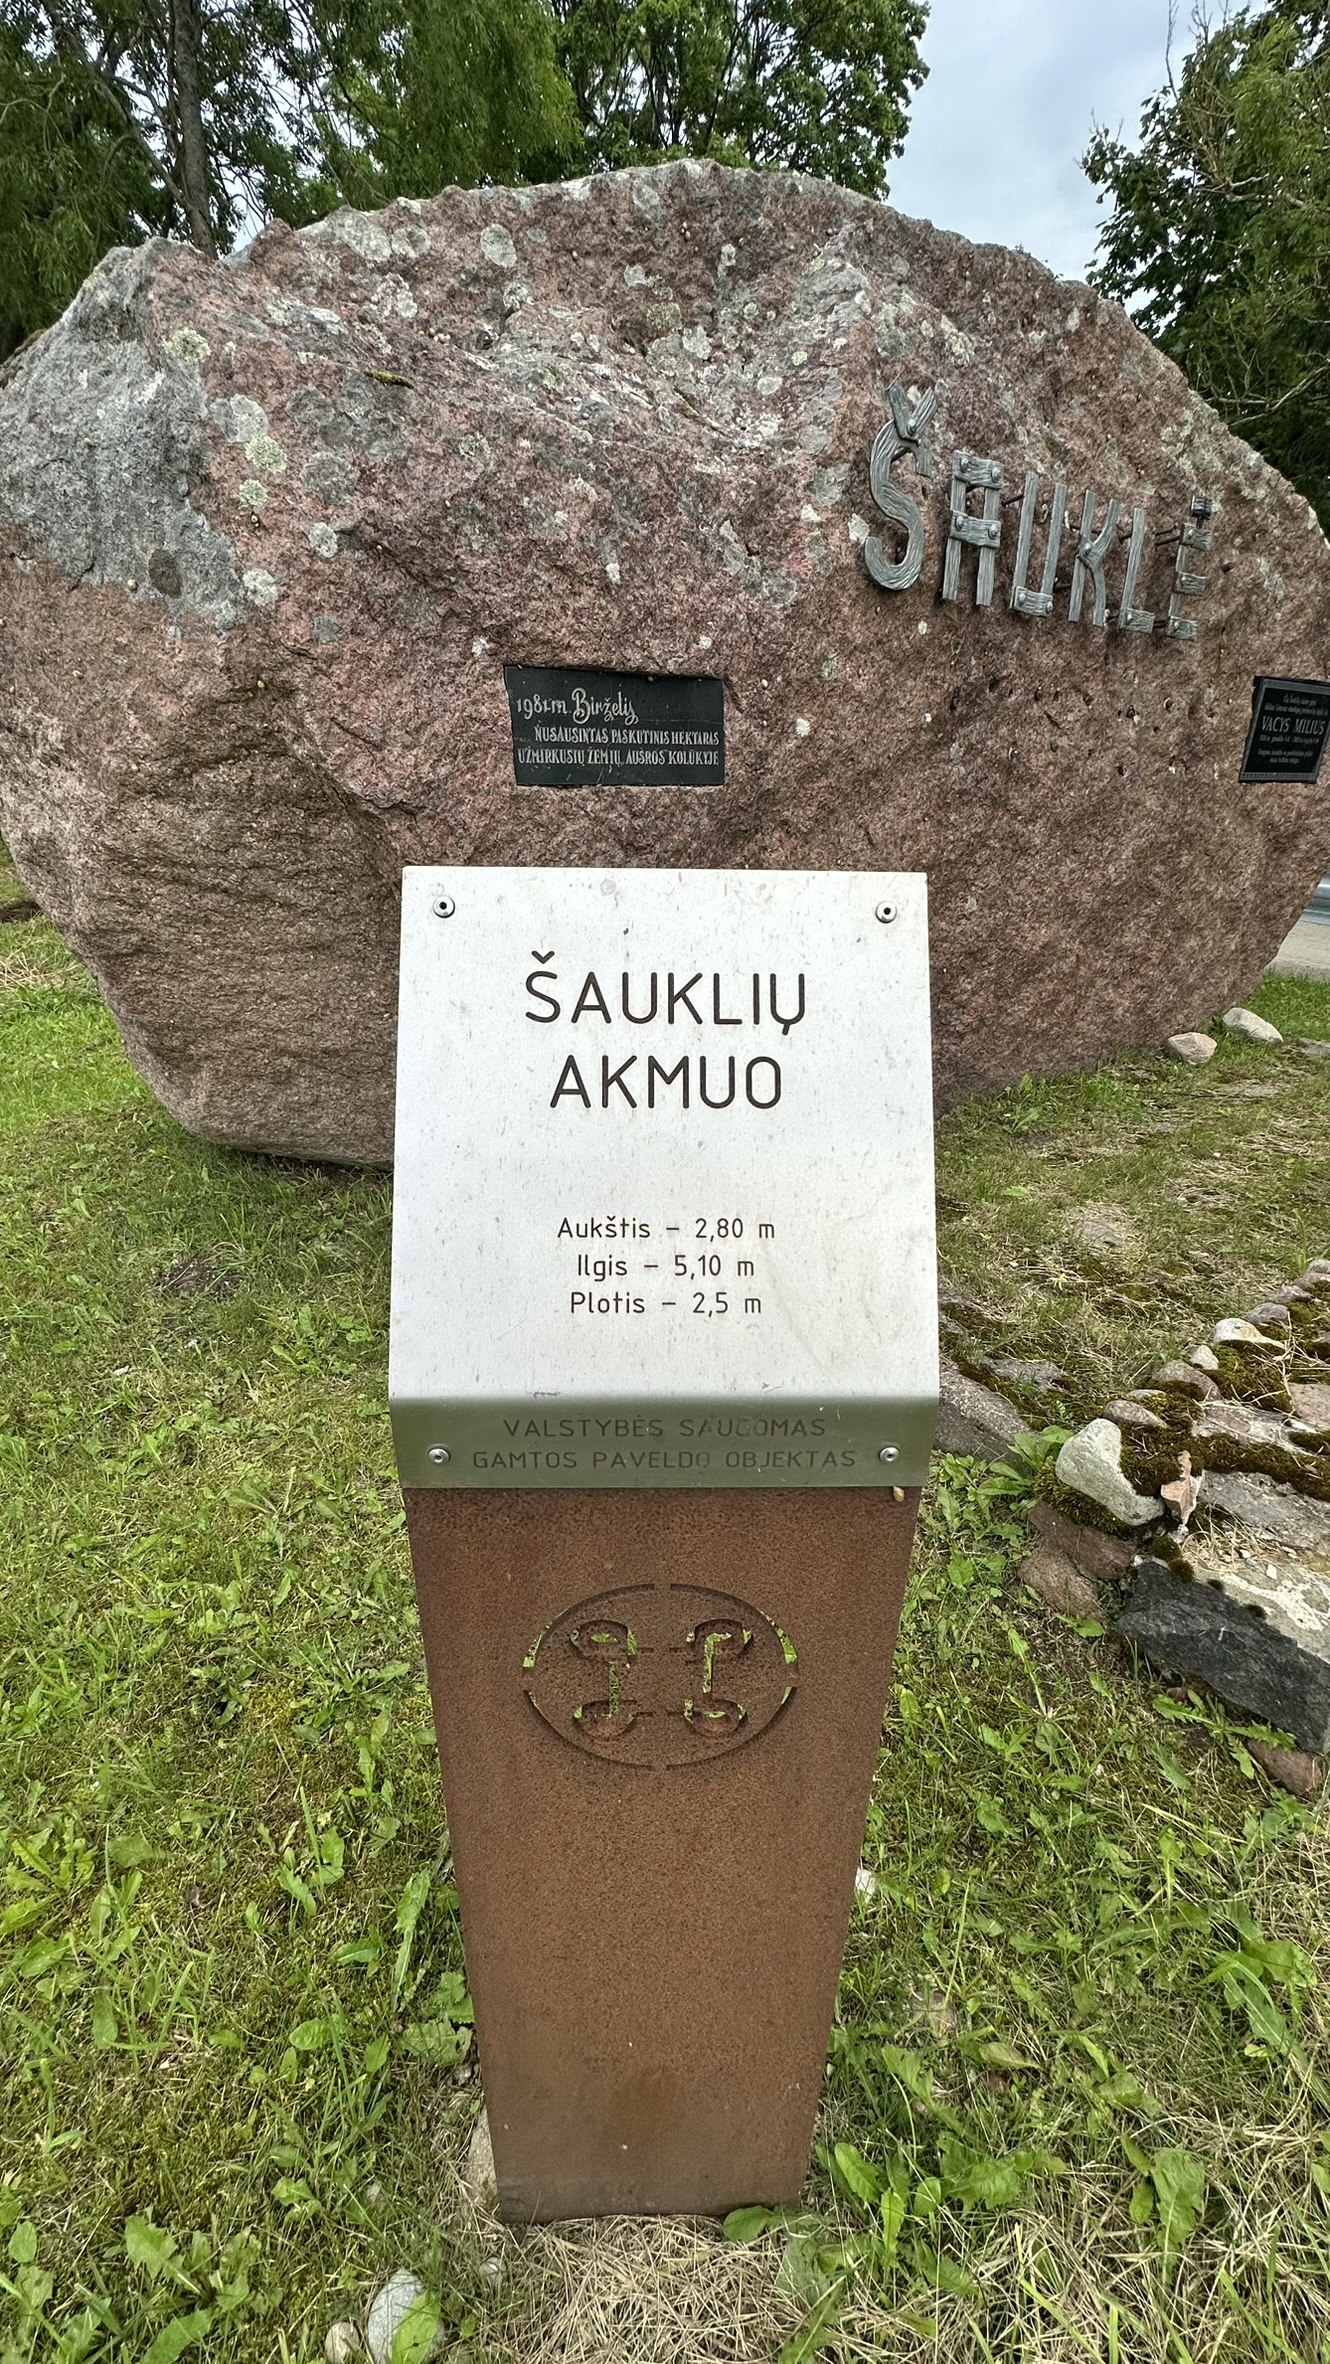 ŠAUKLĖ
1981 m. Birželis
NUSAUSINTAS PASKUTINIS HEKTARAS
UŽMIRKUSIŲ ŽEMIŲ AUŠROS KOLŪKYJE
VACYS MILIUS
ŠAUKLIŲ
AKMUO
Aukštis – 2,80 m
Ilgis – 5,10 m
Plotis – 2,5 m
VALSTYBĖS SAUGOMAS
GAMTOS PAVELDO OBJEKTAS